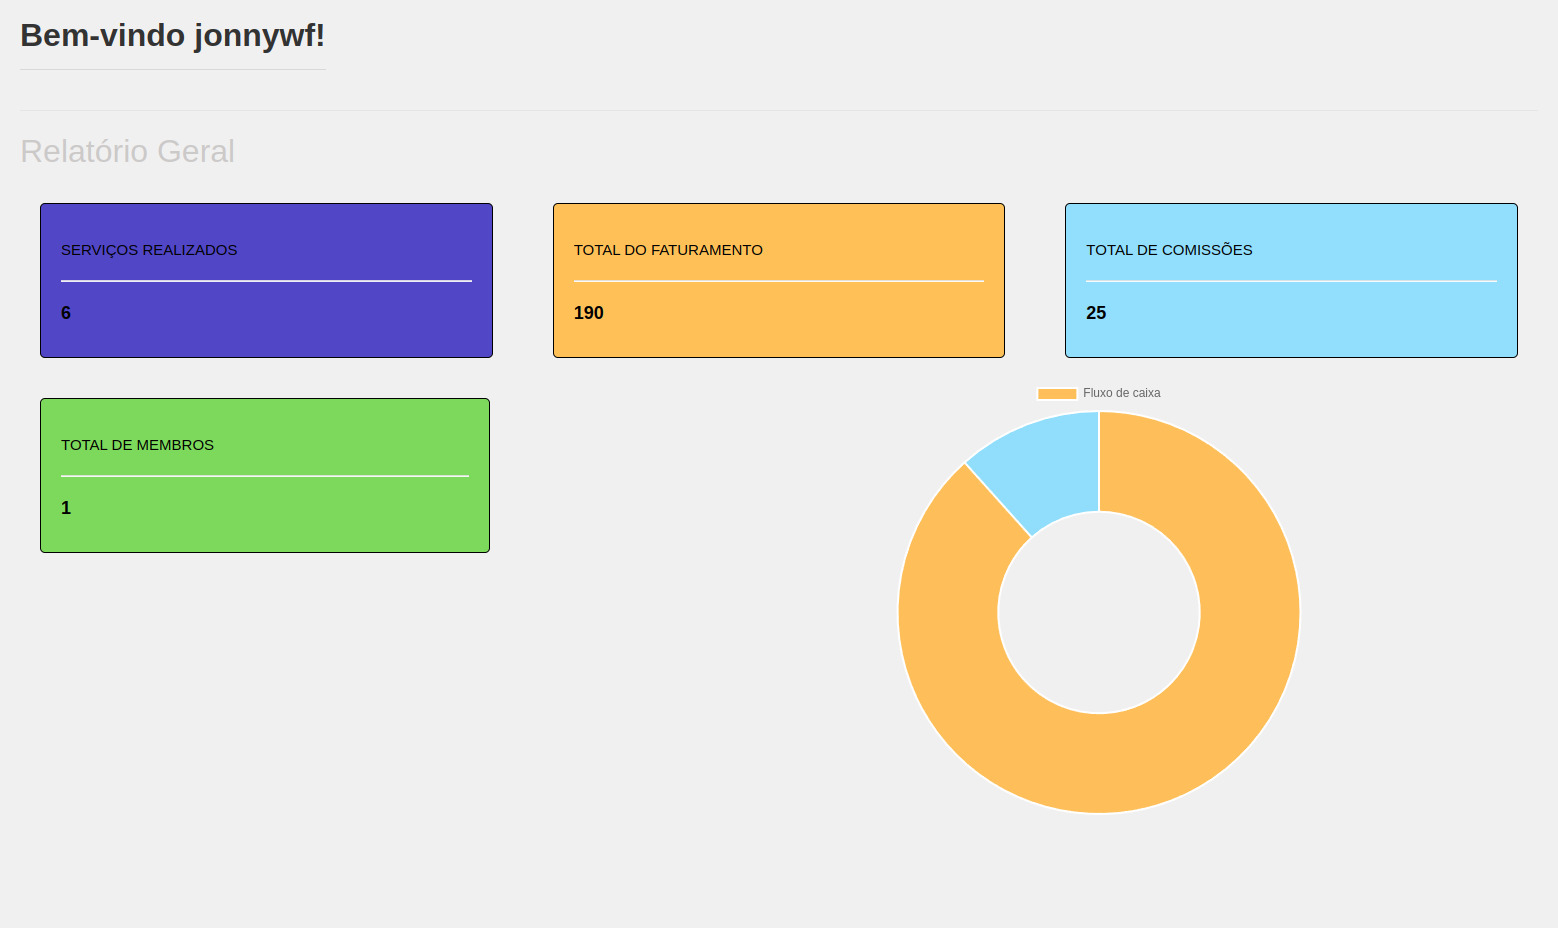 Bem-vindo jonnywf!
Relatório Geral
SERVIÇOS REALIZADOS
6
TOTAL DO FATURAMENTO
190
TOTAL DE COMISSÕES
25
TOTAL DE MEMBROS
1
Fluxo de caixa